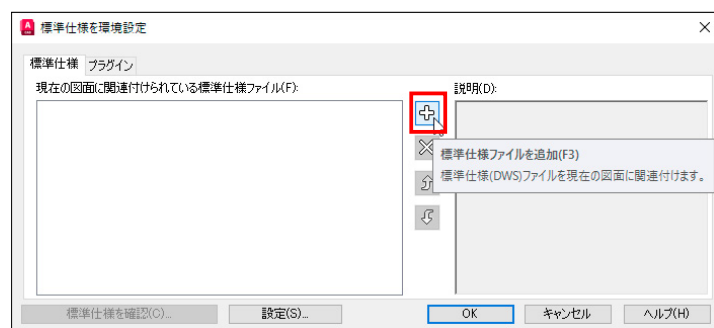 標準仕様を環境設定
標準仕様 プラグイン
現在の図面に関連付けられている標準仕様ファイル(F):
説明(D):
標準仕様ファイルを追加(F3)
標準仕様(DWS)ファイルを現在の図面に関連付けます。
標準仕様を確認(C)... 設定(S)... OK キャンセル ヘルプ(H)